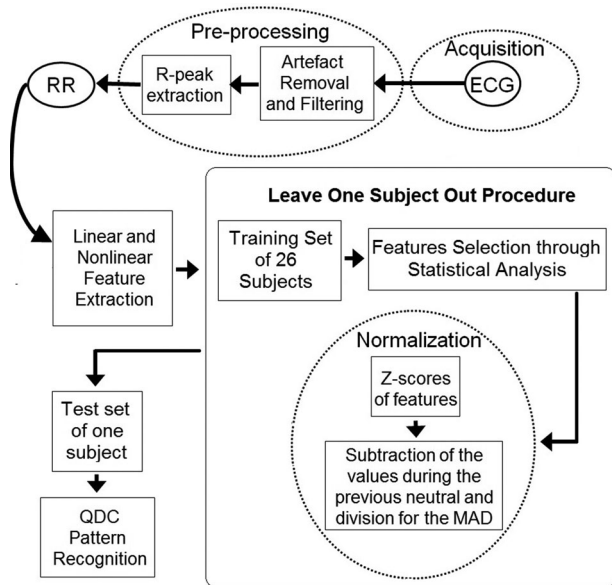 Pre-processing
Acquisition
RR
R-peak
extraction
Artefact
Removal
and Filtering
ECG
Leave One Subject Out Procedure
Linear and
Nonlinear
Feature
Extraction
Training Set
of 26
Subjects
Features Selection through
Statistical Analysis
Normalization
Z-scores
of features
Subtraction of the
values during the
previous neutral and
division for the MAD
Test set
of one
subject
QDC
Pattern
Recognition